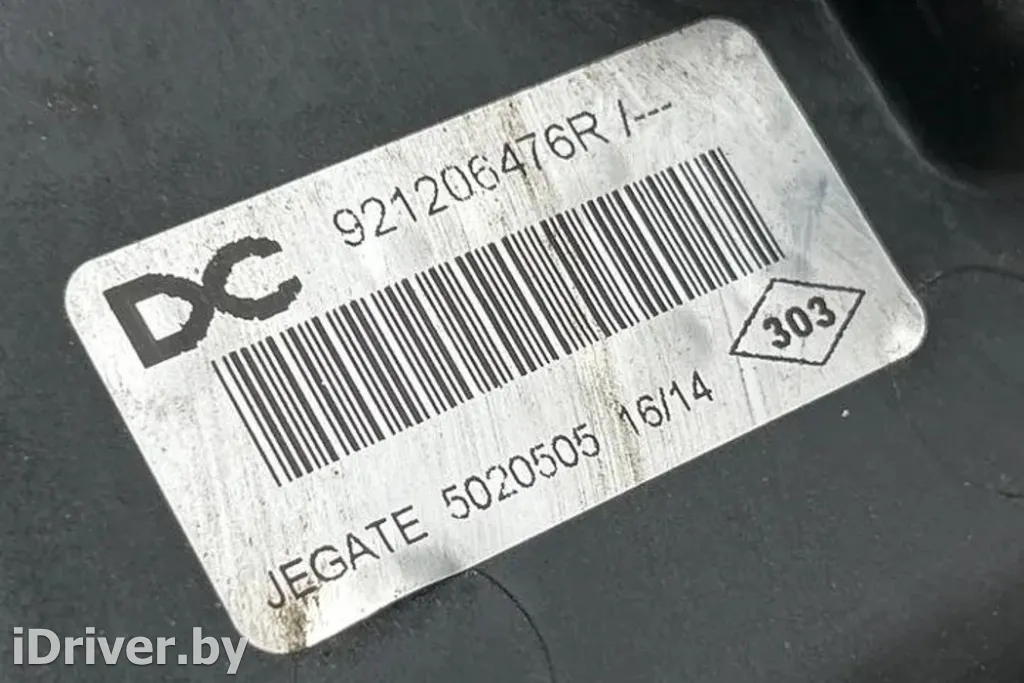 921206476R /---
DC
303
JEGATE 5020505 16/14
iDriver.by